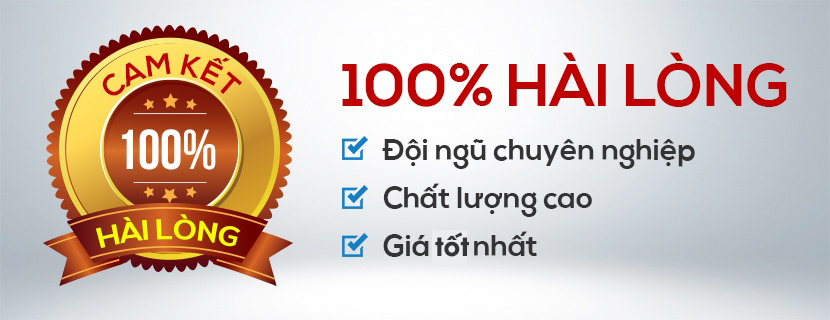 CAM KẾT
100%
HÀI LÒNG
100% HÀI LÒNG
Đội ngũ chuyên nghiệp
Chất lượng cao
Giá tốt nhất